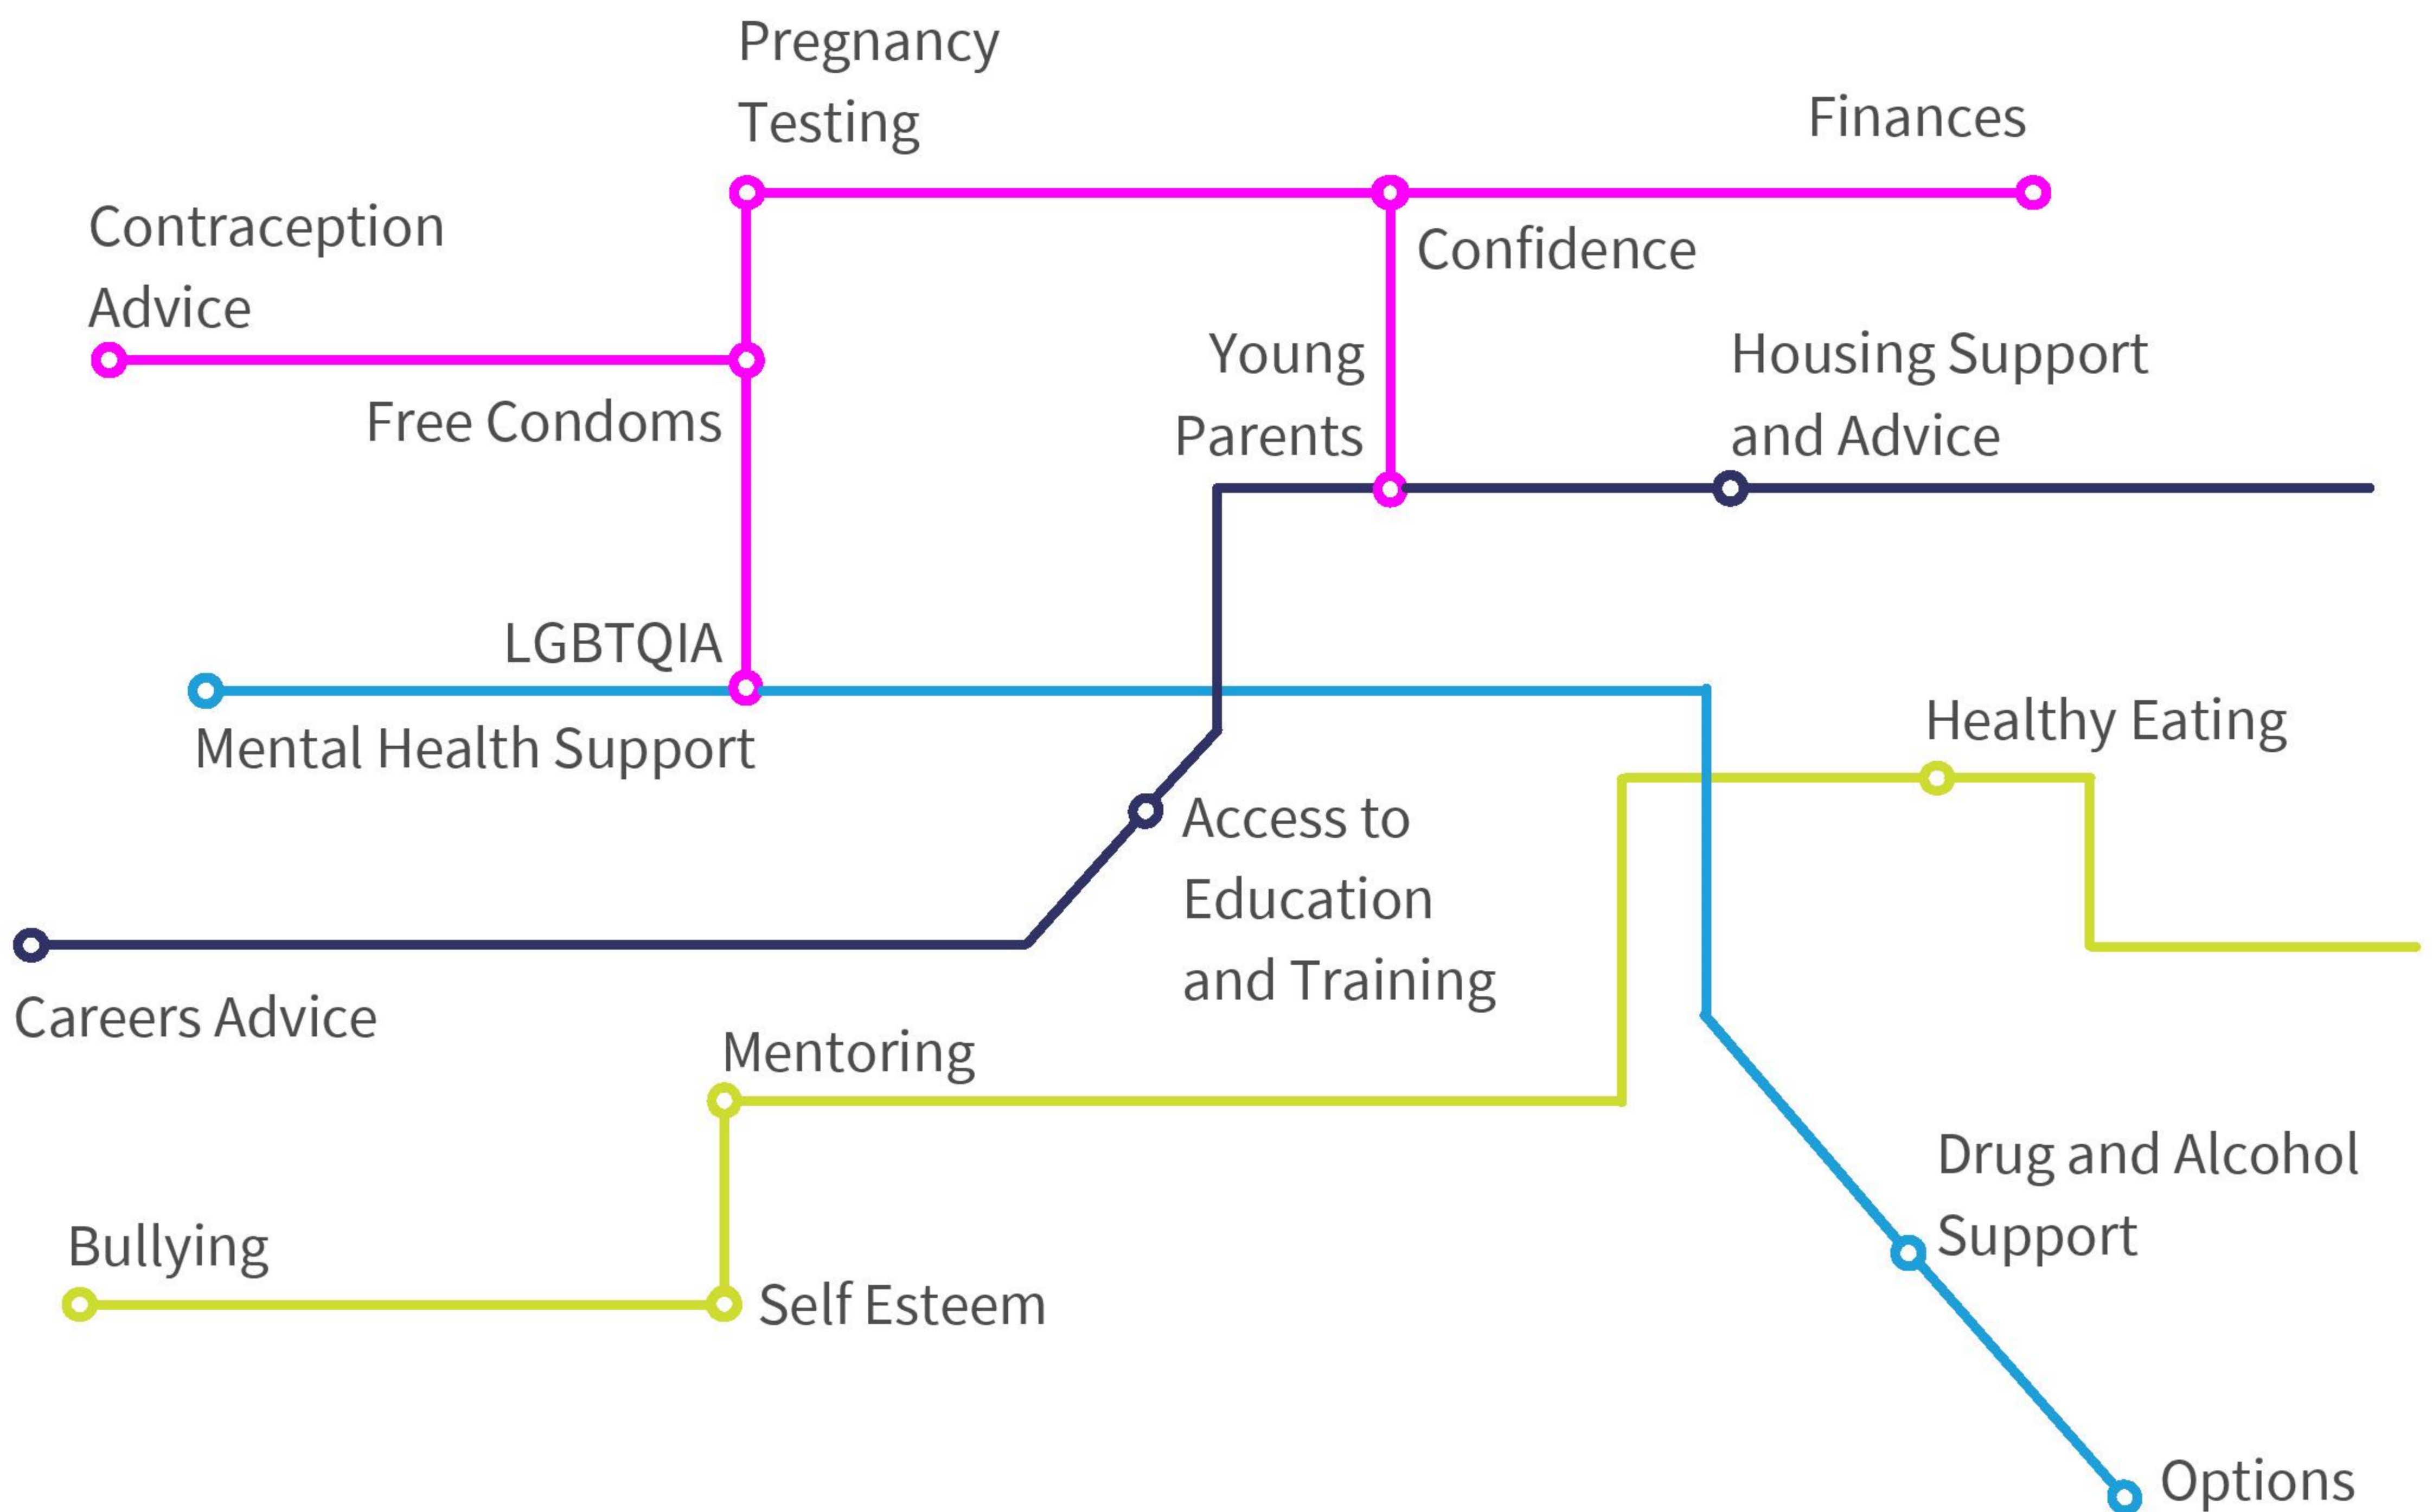 Pregnancy
Testing
Finances
Contraception
Advice
Confidence
Free Condoms
Young
Parents
Housing Support
and Advice
LGBTQIA
Mental Health Support
Healthy Eating
Access to
Education
and Training
Careers Advice
Mentoring
Drug and Alcohol
Support
Bullying
Self Esteem
Options